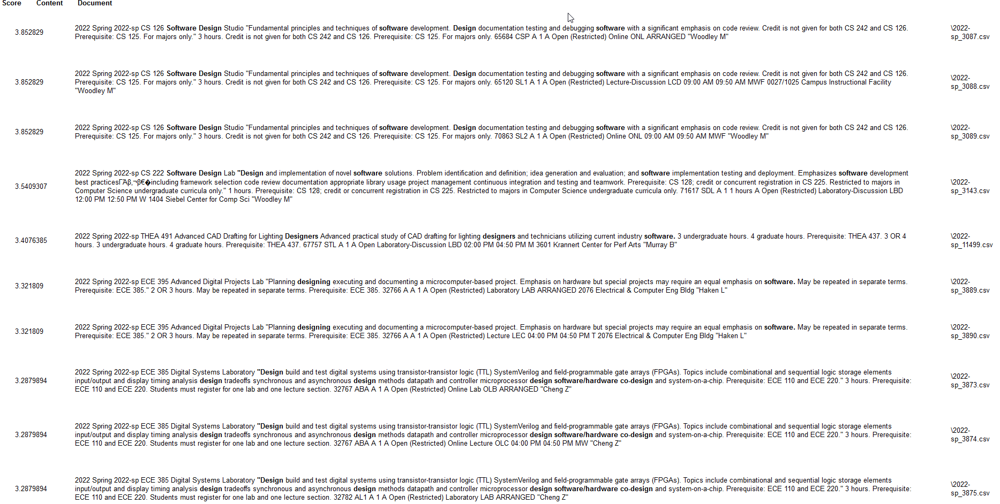 Score Content Document
3.852829
2022 Spring 2022-sp CS 126 Software Design Studio "Fundamental principles and techniques of software development. Design documentation testing and debugging software with a significant emphasis on code review. Credit is not given for both CS 242 and CS 126.
Prerequisite: CS 125. For majors only." 3 hours. Credit is not given for both CS 242 and CS 126. Prerequisite: CS 125. For majors only. 65684 CSP A 1 A Open (Restricted) Online ONL ARRANGED "Woodley M"
\2022-
sp_3087.csv
3.852829
2022 Spring 2022-sp CS 126 Software Design Studio "Fundamental principles and techniques of software development. Design documentation testing and debugging software with a significant emphasis on code review. Credit is not given for both CS 242 and CS 126.
Prerequisite: CS 125. For majors only." 3 hours. Credit is not given for both CS 242 and CS 126. Prerequisite: CS 125. For majors only. 65120 SL1 A 1 A Open (Restricted) Lecture-Discussion LCD 09:00 AM 09:50 AM MWF 0027/1025 Campus Instructional Facility
"Woodley M"
\2022-
sp_3088.csv
3.852829
2022 Spring 2022-sp CS 126 Software Design Studio "Fundamental principles and techniques of software development. Design documentation testing and debugging software with a significant emphasis on code review. Credit is not given for both CS 242 and CS 126.
Prerequisite: CS 125. For majors only." 3 hours. Credit is not given for both CS 242 and CS 126. Prerequisite: CS 125. For majors only. 70863 SL2 A 1 A Open (Restricted) Online ONL 09:00 AM 09:50 AM MWF "Woodley M"
\2022-
sp_3089.csv
3.5409307
2022 Spring 2022-sp CS 222 Software Design Lab "Design and implementation of novel software solutions. Problem identification and definition; idea generation and evaluation; and software implementation testing and deployment. Emphasizes software development
best practicesΓÃβ‚¬β€�including framework selection code review documentation appropriate library usage project management continuous integration and testing and teamwork. Prerequisite: CS 128; credit or concurrent registration in CS 225. Restricted to majors in
Computer Science undergraduate curricula only." 1 hours. Prerequisite: CS 128; credit or concurrent registration in CS 225. Restricted to majors in Computer Science undergraduate curricula only. 71617 SDL A 1 1 hours A Open (Restricted) Laboratory-Discussion LBD
12:00 PM 12:50 PM W 1404 Siebel Center for Comp Sci "Woodley M"
\2022-
sp_3143.csv
3.4076385
2022 Spring 2022-sp THEA 491 Advanced CAD Drafting for Lighting Designers Advanced practical study of CAD drafting for lighting designers and technicians utilizing current industry software. 3 undergraduate hours. 4 graduate hours. Prerequisite: THEA 437. 3 OR 4
hours. 3 undergraduate hours. 4 graduate hours. Prerequisite: THEA 437. 67757 STL A 1 A Open Laboratory-Discussion LBD 02:00 PM 04:50 PM M 3601 Krannert Center for Perf Arts "Murray B"
\2022-
sp_11499.csv
3.321809
2022 Spring 2022-sp ECE 395 Advanced Digital Projects Lab "Planning designing executing and documenting a microcomputer-based project. Emphasis on hardware but special projects may require an equal emphasis on software. May be repeated in separate terms.
Prerequisite: ECE 385." 2 OR 3 hours. May be repeated in separate terms. Prerequisite: ECE 385. 32766 A A 1 A Open (Restricted) Laboratory LAB ARRANGED 2076 Electrical & Computer Eng Bldg "Haken L"
\2022-
sp_3889.csv
3.321809
2022 Spring 2022-sp ECE 395 Advanced Digital Projects Lab "Planning designing executing and documenting a microcomputer-based project. Emphasis on hardware but special projects may require an equal emphasis on software. May be repeated in separate terms.
Prerequisite: ECE 385." 2 OR 3 hours. May be repeated in separate terms. Prerequisite: ECE 385. 32766 A A 1 A Open (Restricted) Lecture LEC 04:00 PM 04:50 PM T 2076 Electrical & Computer Eng Bldg "Haken L"
\2022-
sp_3890.csv
3.2879894
2022 Spring 2022-sp ECE 385 Digital Systems Laboratory "Design build and test digital systems using transistor-transistor logic (TTL) SystemVerilog and field-programmable gate arrays (FPGAs). Topics include combinational and sequential logic storage elements
input/output and display timing analysis design tradeoffs synchronous and asynchronous design methods datapath and controller microprocessor design software/hardware co-design and system-on-a-chip. Prerequisite: ECE 110 and ECE 220." 3 hours. Prerequisite:
ECE 110 and ECE 220. Students must register for one lab and one lecture section. 32767 ABA A 1 A Open (Restricted) Online Lab OLB ARRANGED "Cheng Z"
\2022-
sp_3873.csv
3.2879894
2022 Spring 2022-sp ECE 385 Digital Systems Laboratory "Design build and test digital systems using transistor-transistor logic (TTL) SystemVerilog and field-programmable gate arrays (FPGAs). Topics include combinational and sequential logic storage elements
input/output and display timing analysis design tradeoffs synchronous and asynchronous design methods datapath and controller microprocessor design software/hardware co-design and system-on-a-chip. Prerequisite: ECE 110 and ECE 220." 3 hours. Prerequisite:
ECE 110 and ECE 220. Students must register for one lab and one lecture section. 32767 ABA A 1 A Open (Restricted) Online Lecture OLC 04:00 PM 04:50 PM MW "Cheng Z"
\2022-
sp_3874.csv
3.2879894
2022 Spring 2022-sp ECE 385 Digital Systems Laboratory "Design build and test digital systems using transistor-transistor logic (TTL) SystemVerilog and field-programmable gate arrays (FPGAs). Topics include combinational and sequential logic storage elements
input/output and display timing analysis design tradeoffs synchronous and asynchronous design methods datapath and controller microprocessor design software/hardware co-design and system-on-a-chip. Prerequisite: ECE 110 and ECE 220." 3 hours. Prerequisite:
ECE 110 and ECE 220. Students must register for one lab and one lecture section. 32782 AL1 A 1 A Open (Restricted) Laboratory LAB ARRANGED "Cheng Z"
\2022-
sp_3875.csv